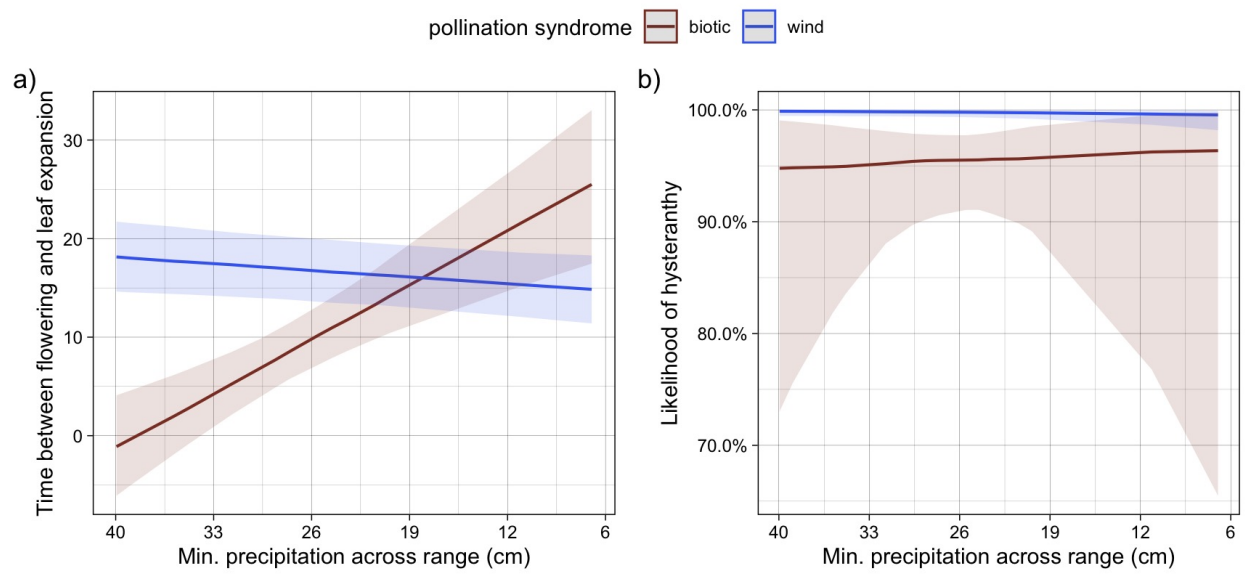 pollination syndrome biotic wind
a)
Time between flowering and leaf expansion
30
20
10
0
40 33 26 19 12 6
Min. precipitation across range (cm)
b)
Likelihood of hysteranthy
100.0%
90.0%
80.0%
70.0%
40 33 26 19 12 6
Min. precipitation across range (cm)